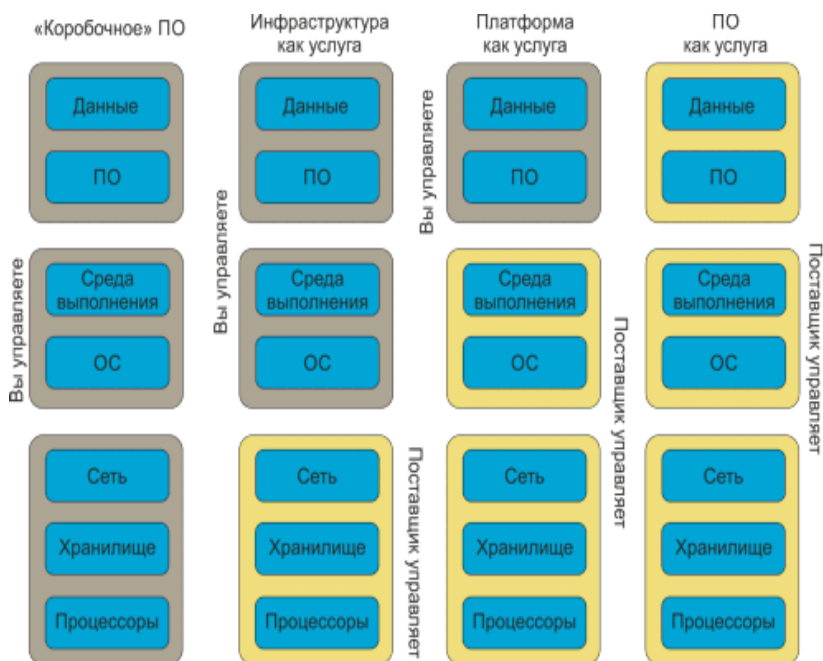 «Коробочное» ПО
Инфраструктура
как услуга
Платформа
как услуга
ПО
как услуга
Данные
ПО
Среда
выполнения
ОС
Сеть
Хранилище
Процессоры
Вы управляете
Данные
ПО
Среда
выполнения
ОС
Сеть
Хранилище
Процессоры
Вы управляете
Поставщик управляет
Данные
ПО
Среда
выполнения
ОС
Сеть
Хранилище
Процессоры
Вы управляете
Поставщик управляет
Данные
ПО
Среда
выполнения
ОС
Сеть
Хранилище
Процессоры
Поставщик управляет